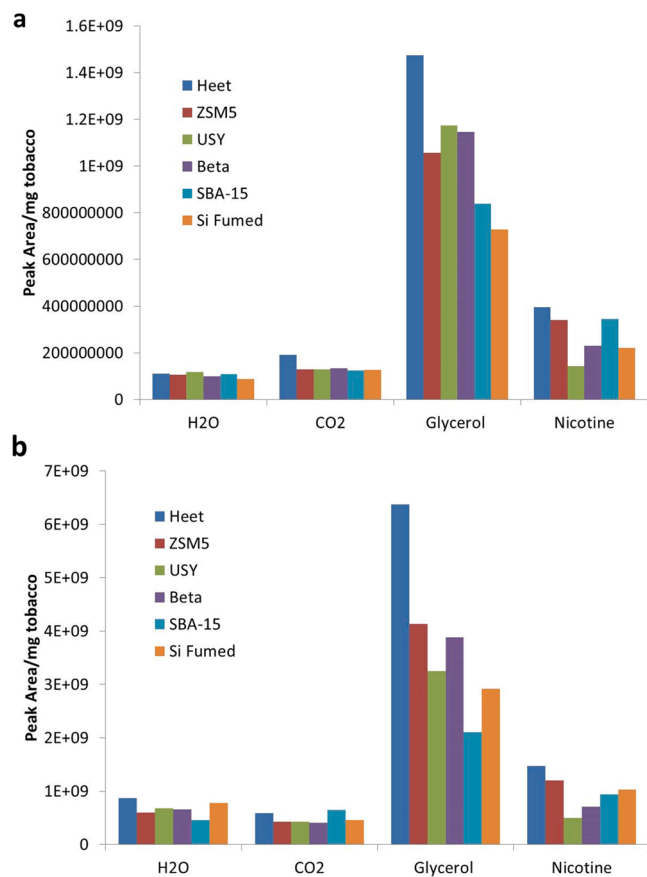 a
1.6E+09
1.4E+09
1.2E+09
1E+09
800000000
600000000
400000000
200000000
0
Peak Area/mg tobacco
Heet
ZSM5
USY
Beta
SBA-15
Si Fumed
H2O CO2 Glycerol Nicotine
b
7E+09
6E+09
5E+09
4E+09
3E+09
2E+09
1E+09
0
Peak Area/mg tobacco
Heet
ZSM5
USY
Beta
SBA-15
Si Fumed
H2O CO2 Glycerol Nicotine